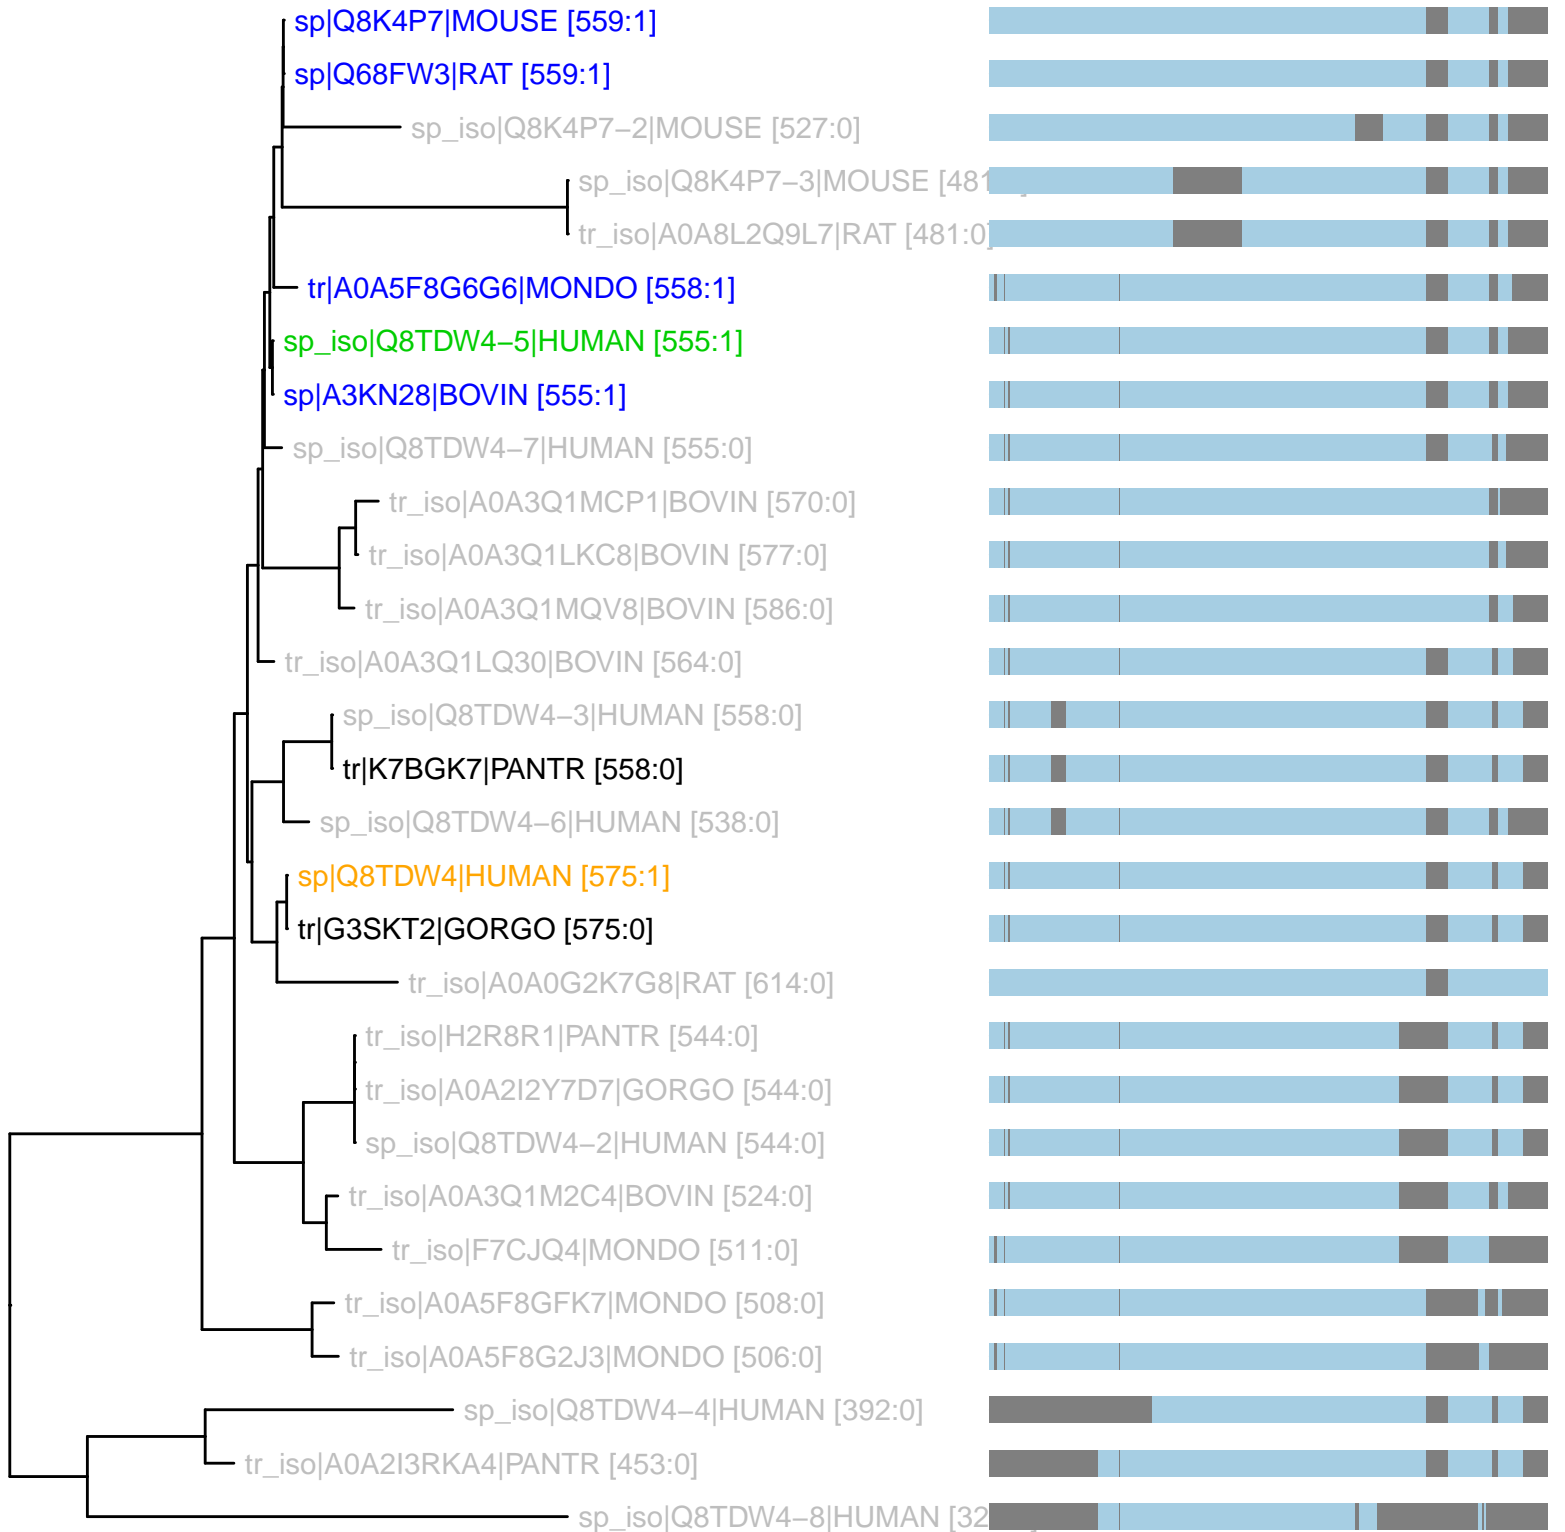 sp|Q8K4P7|MOUSE [559:1]
sp|Q68FW3|RAT [559:1]
sp_iso|Q8K4P7−2|MOUSE [527:0]
sp_iso|Q8K4P7−3|MOUSE [481
tr_iso|A0A8L2Q9L7|RAT [481:0]
tr|A0A5F8G6G6|MONDO [558:1]
sp_iso|Q8TDW4−5|HUMAN [555:1]
sp|A3KN28|BOVIN [555:1]
sp_iso|Q8TDW4−7|HUMAN [555:0]
tr_iso|A0A3Q1MCP1|BOVIN [570:0]
tr_iso|A0A3Q1LKC8|BOVIN [577:0]
tr_iso|A0A3Q1MQV8|BOVIN [586:0]
tr_iso|A0A3Q1LQ30|BOVIN [564:0]
sp_iso|Q8TDW4−3|HUMAN [558:0]
tr|K7BGK7|PANTR [558:0]
sp_iso|Q8TDW4−6|HUMAN [538:0]
sp|Q8TDW4|HUMAN [575:1]
tr|G3SKT2|GORGO [575:0]
tr_iso|A0A0G2K7G8|RAT [614:0]
tr_iso|H2R8R1|PANTR [544:0]
tr_iso|A0A2I2Y7D7|GORGO [544:0]
sp_iso|Q8TDW4−2|HUMAN [544:0]
tr_iso|A0A3Q1M2C4|BOVIN [524:0]
tr_iso|F7CJQ4|MONDO [511:0]
tr_iso|A0A5F8GFK7|MONDO [508:0]
tr_iso|A0A5F8G2J3|MONDO [506:0]
sp_iso|Q8TDW4−4|HUMAN [392:0]
tr_iso|A0A2I3RKA4|PANTR [453:0]
sp_iso|Q8TDW4−8|HUMAN [32